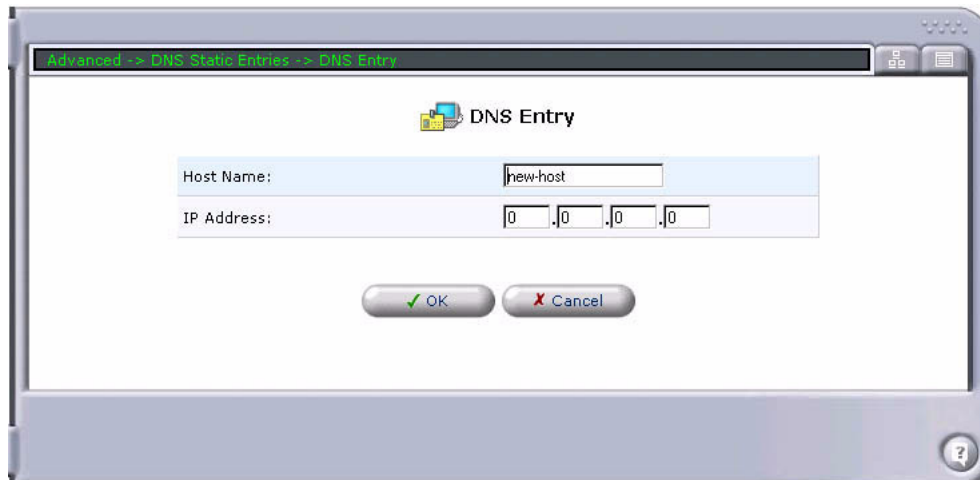 Advanced -> DNS Static Entries -> DNS Entry
DNS Entry
Host Name: new-host
IP Address: 0 .0 .0 .0
OK Cancel
?